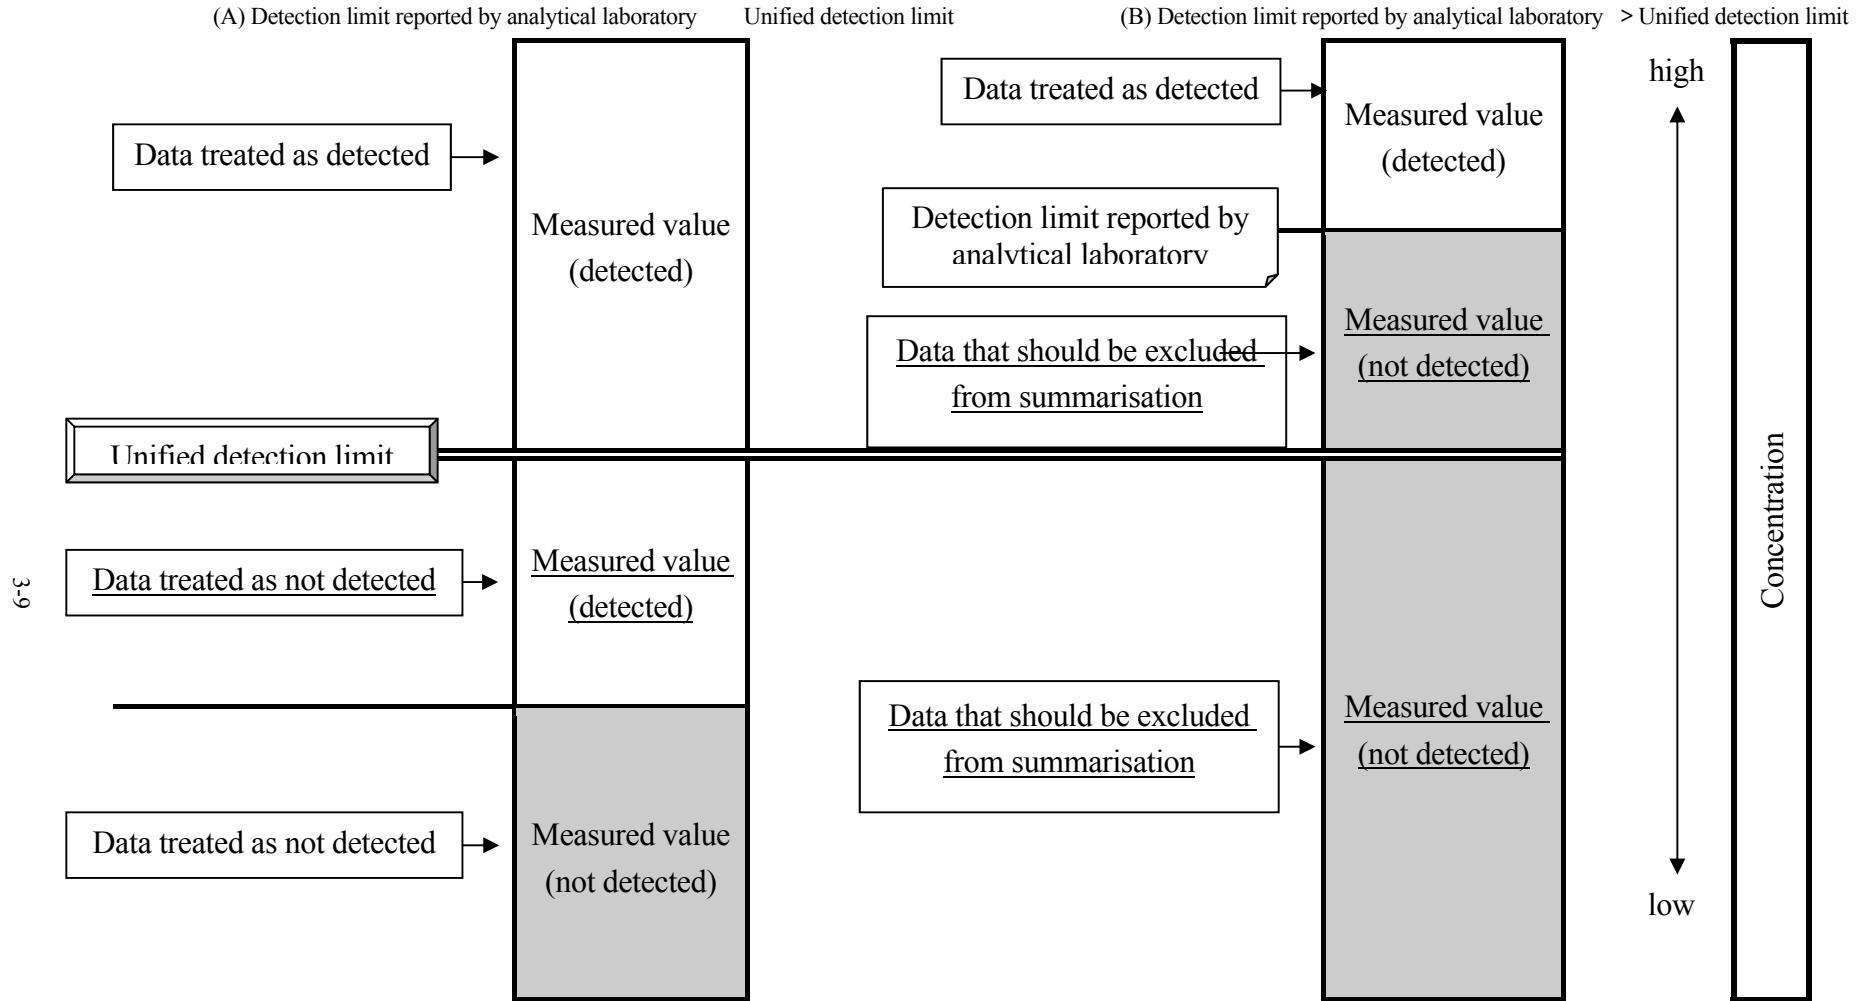 (A) Detection limit reported by analytical laboratory Unified detection limit
(B) Detection limit reported by analytical laboratory > Unified detection limit
Data treated as detected
Measured value
(detected)
Unified detection limit
Data treated as not detected
Measured value
(detected)
Data treated as not detected
Measured value
(not detected)
Data treated as detected
Measured value
(detected)
Detection limit reported by
analytical laboratory
Data that should be excluded
from summarisation
Measured value
(not detected)
Data that should be excluded
from summarisation
Measured value
(not detected)
high
low
Concentration
3-9